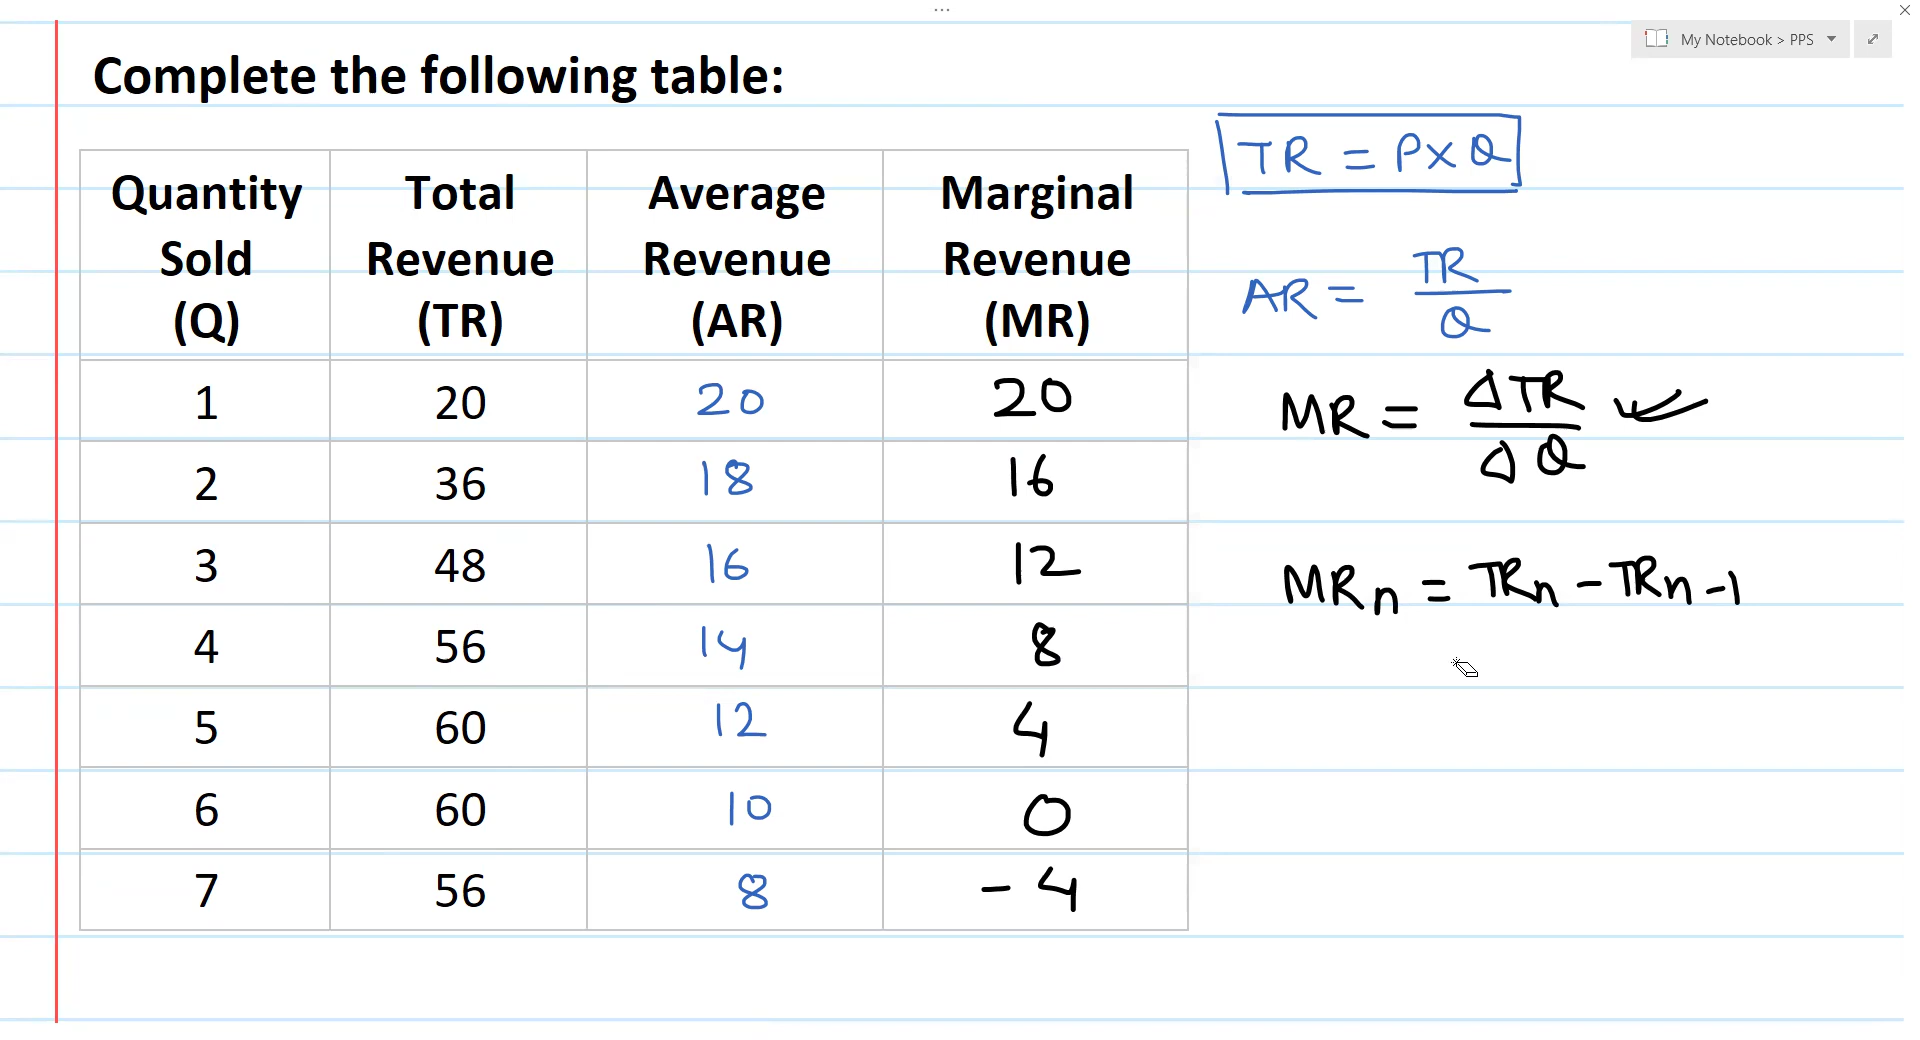 ...
My Notebook > PPS
Complete the following table:
Quantity Sold (Q) Total Revenue (TR) Average Revenue (AR) Marginal Revenue (MR)
1 20 20 20
2 36 18 16
3 48 16 12
4 56 14 8
5 60 12 4
6 60 10 0
7 56 8 -4
TR = P X Q
AR = TR / Q
MR = ΔTR / ΔQ
MRn = TRn - TRn-1